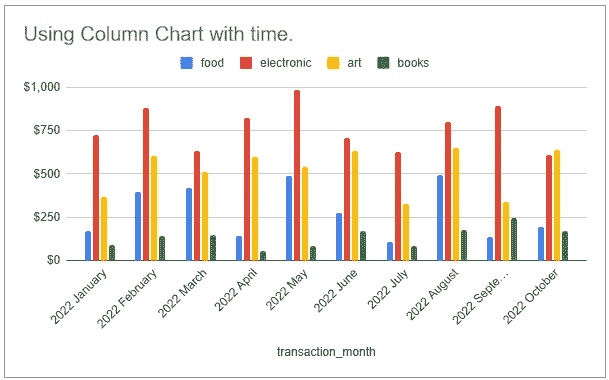 Using Column Chart with time.
food electronic art books
$1,000
$750
$500
$250
$0
2022 January
2022 February
2022 March
2022 April
2022 May
2022 June
2022 July
2022 August
2022 Septe...
2022 October
transaction_month